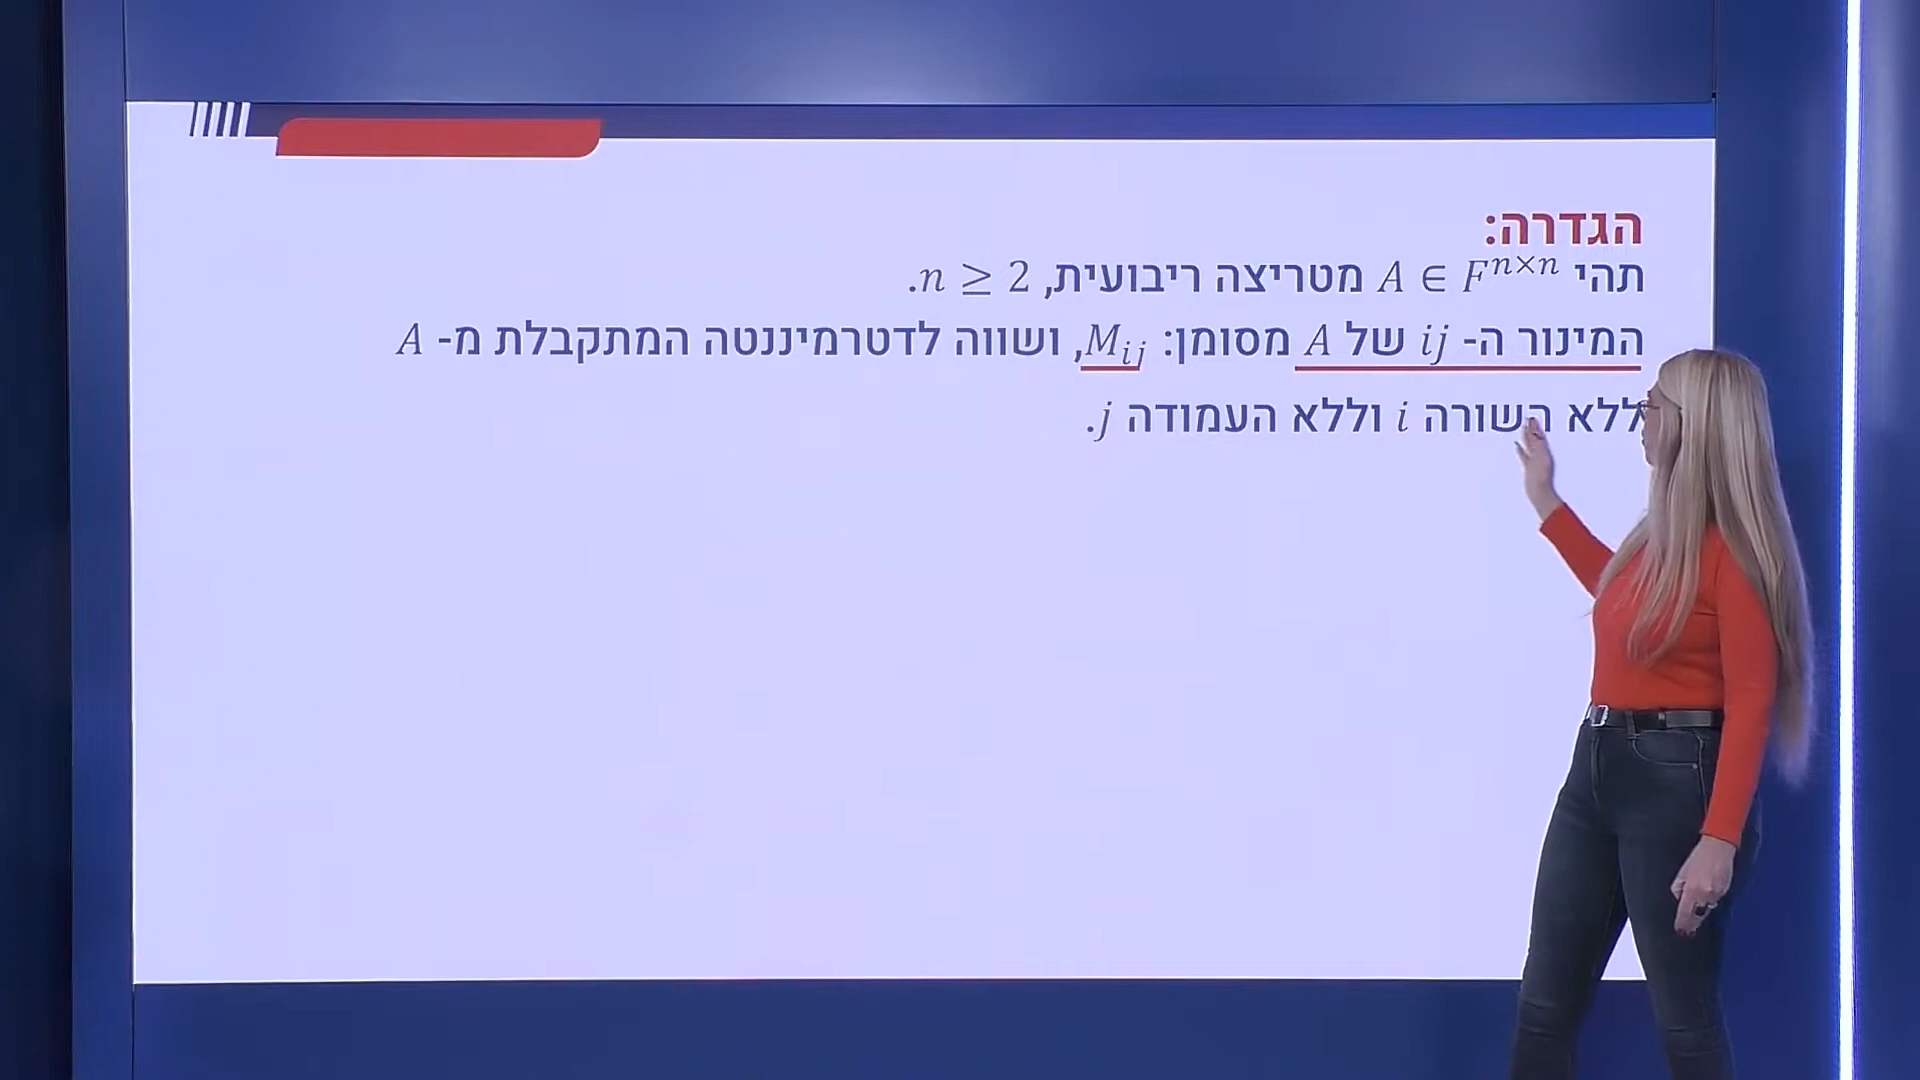 הגדרה:
תהי A ∈ F^{n×n} מטריצה ריבועית, n ≥ 2.
המינור ה- ij של A מסומן: M_{ij}, ושווה לדטרמיננטה המתקבלת מ- A
ללא השורה i וללא העמודה j.